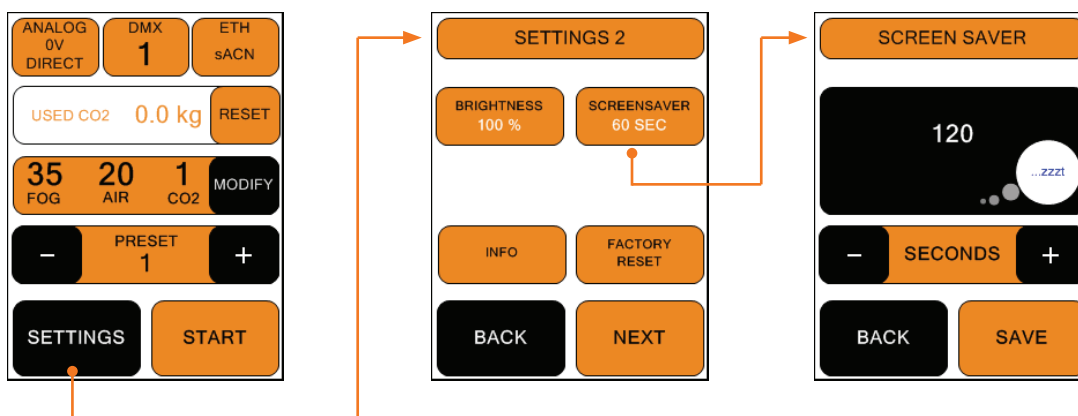 ANALOG
0V
DIRECT
DMX
1
ETH
sACN
USED CO2 0.0 kg RESET
35 FOG
20 AIR
1 CO2
MODIFY
- PRESET 1 +
SETTINGS
START
SETTINGS 2
BRIGHTNESS
100 %
SCREENSAVER
60 SEC
INFO
FACTORY
RESET
BACK
NEXT
SCREEN SAVER
120
...zzzt
- SECONDS +
BACK
SAVE